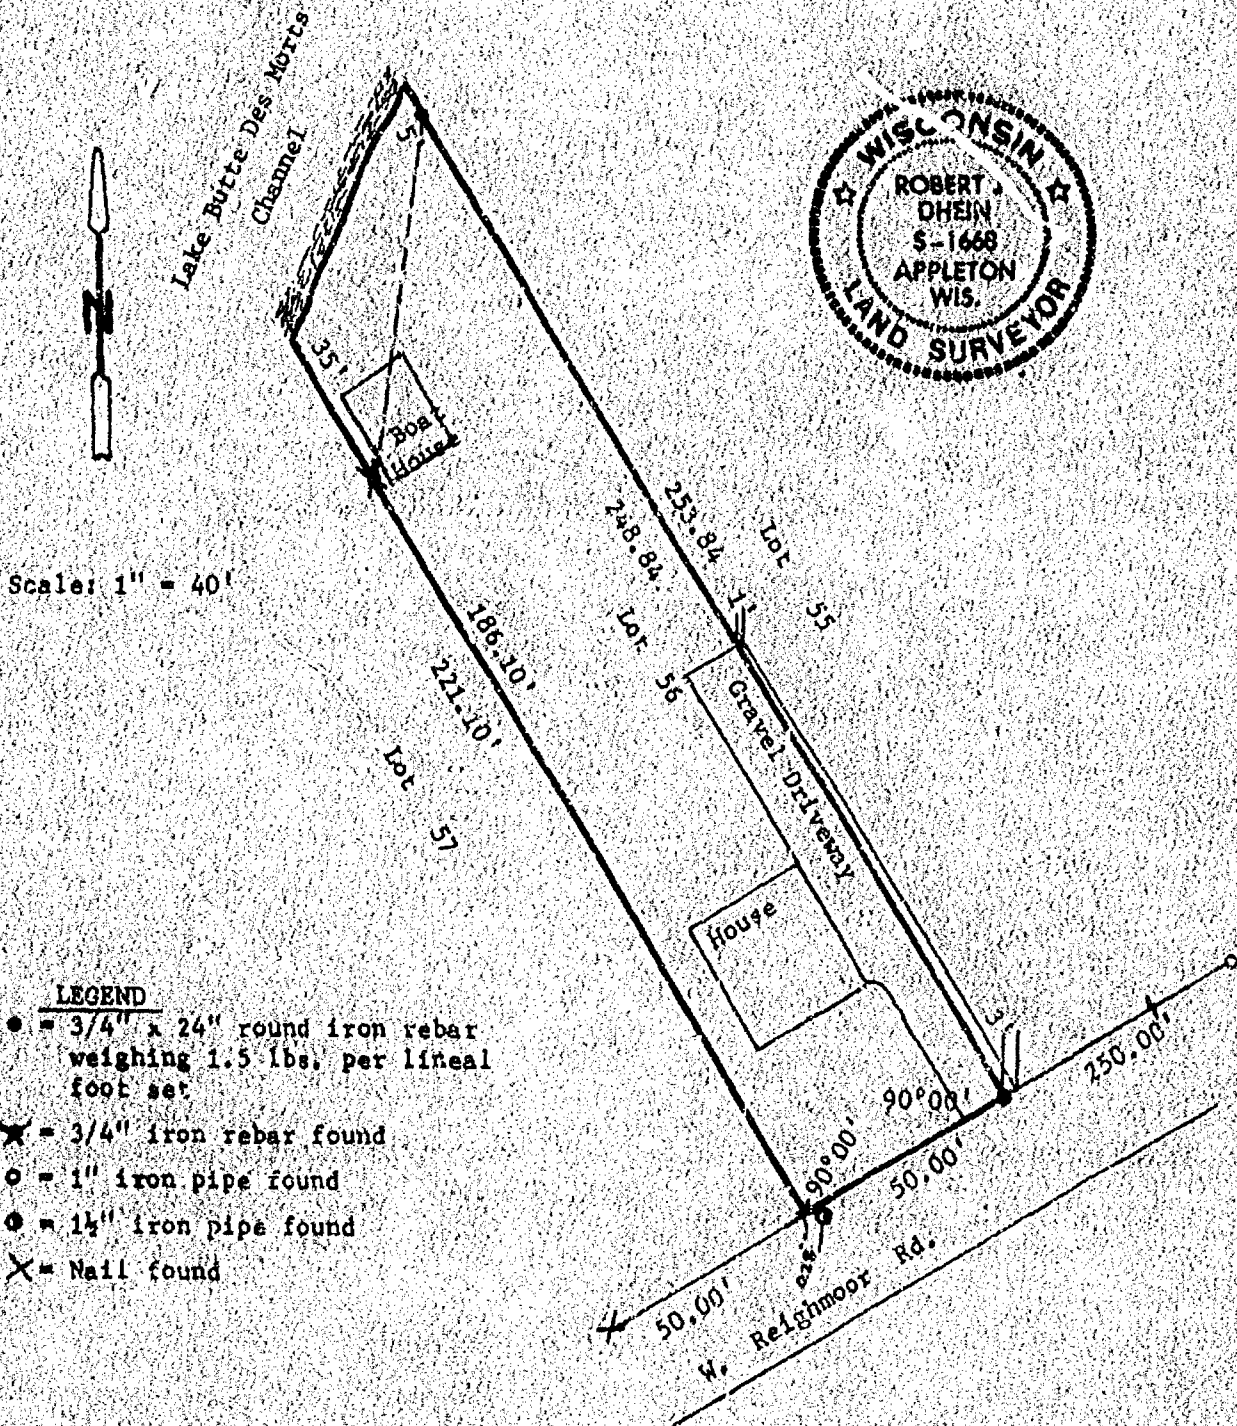 Lake Butte Des Morts
Channel
WISCONSIN
ROBERT J.
DHEIN
S-1668
APPLETON
WIS.
LAND SURVEYOR
N
5'
35'
Boat
House
253.84
248.84
Lot 55
1'
Scale: 1" = 40'
Lot 56
186.10'
221.10'
Gravel Driveway
Lot 57
House
LEGEND
● = 3/4" x 24" round iron rebar
weighing 1.5 lbs. per lineal
foot set
= 3/4" iron rebar found
○ = 1" iron pipe found
= 1½" iron pipe found
X = Nail found
3'
250.00'
90°00'
90°00'
50.00'
50.00'
W. Reighmoor Rd.